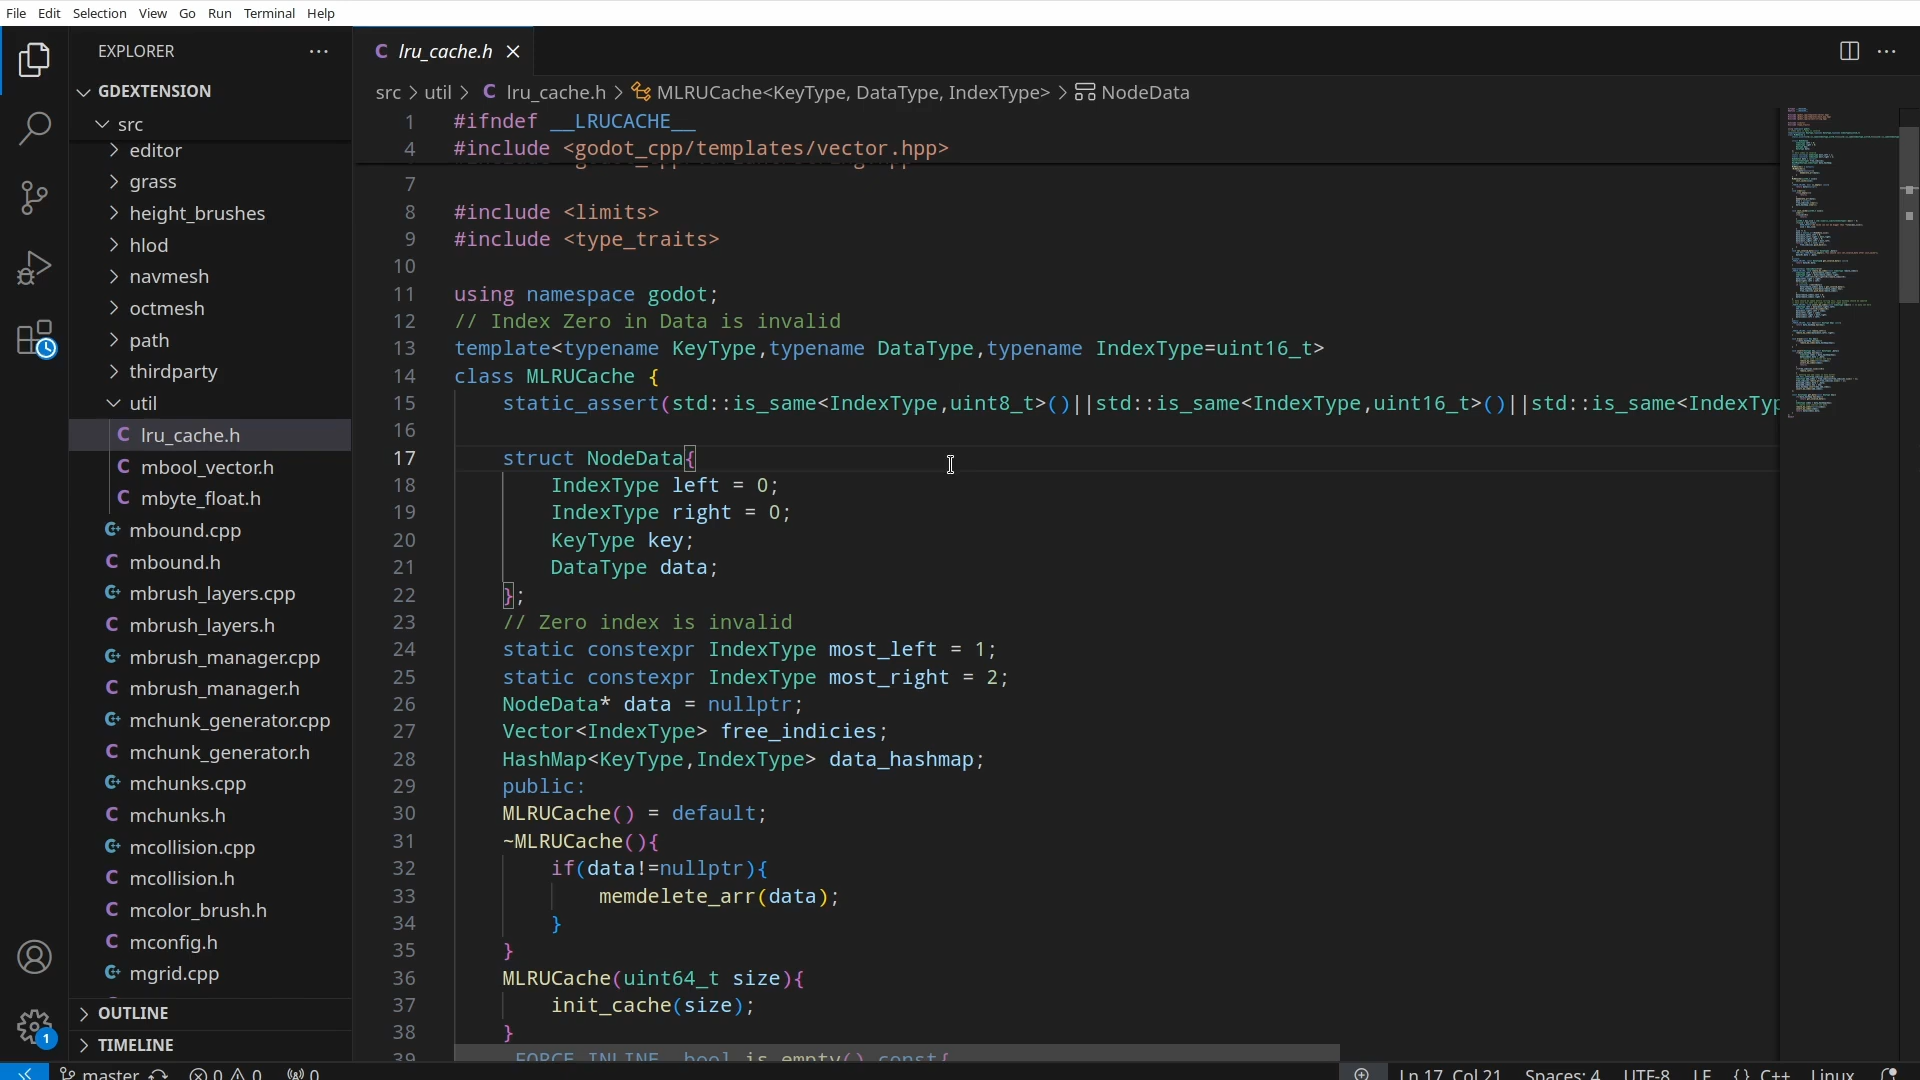 File Edit Selection View Go Run Terminal Help
EXPLORER
GDEXTENSION
src
editor
grass
height_brushes
hlod
navmesh
octmesh
path
thirdparty
util
C lru_cache.h
C mbool_vector.h
C mbyte_float.h
C+ mbound.cpp
C mbound.h
C+ mbrush_layers.cpp
C mbrush_layers.h
C+ mbrush_manager.cpp
C mbrush_manager.h
C+ mchunk_generator.cpp
C mchunk_generator.h
C+ mchunks.cpp
C mchunks.h
C+ mcollision.cpp
C mcollision.h
C mcolor_brush.h
C mconfig.h
C+ mgrid.cpp
OUTLINE
TIMELINE
1
C lru_cache.h
src > util > C lru_cache.h > MLRUCache<KeyType, DataType, IndexType> > NodeData
1 #ifndef __LRUCACHE__
4 #include <godot_cpp/templates/vector.hpp>
7
8 #include <limits>
9 #include <type_traits>
10
11 using namespace godot;
12 // Index Zero in Data is invalid
13 template<typename KeyType,typename DataType,typename IndexType=uint16_t>
14 class MLRUCache {
15 static_assert(std::is_same<IndexType,uint8_t>()||std::is_same<IndexType,uint16_t>()||std::is_same<IndexTyp
16
17 struct NodeData{
18 IndexType left = 0;
19 IndexType right = 0;
20 KeyType key;
21 DataType data;
22 };
23 // Zero index is invalid
24 static constexpr IndexType most_left = 1;
25 static constexpr IndexType most_right = 2;
26 NodeData* data = nullptr;
27 Vector<IndexType> free_indicies;
28 HashMap<KeyType,IndexType> data_hashmap;
29 public:
30 MLRUCache() = default;
31 ~MLRUCache(){
32 if(data!=nullptr){
33 memdelete_arr(data);
34 }
35 }
36 MLRUCache(uint64_t size){
37 init_cache(size);
38 }
39 _FORCE_INLINE_ bool is_empty() const{
master 0 0 0 Ln 17, Col 21 Spaces: 4 UTF-8 LF {} C++ Linux